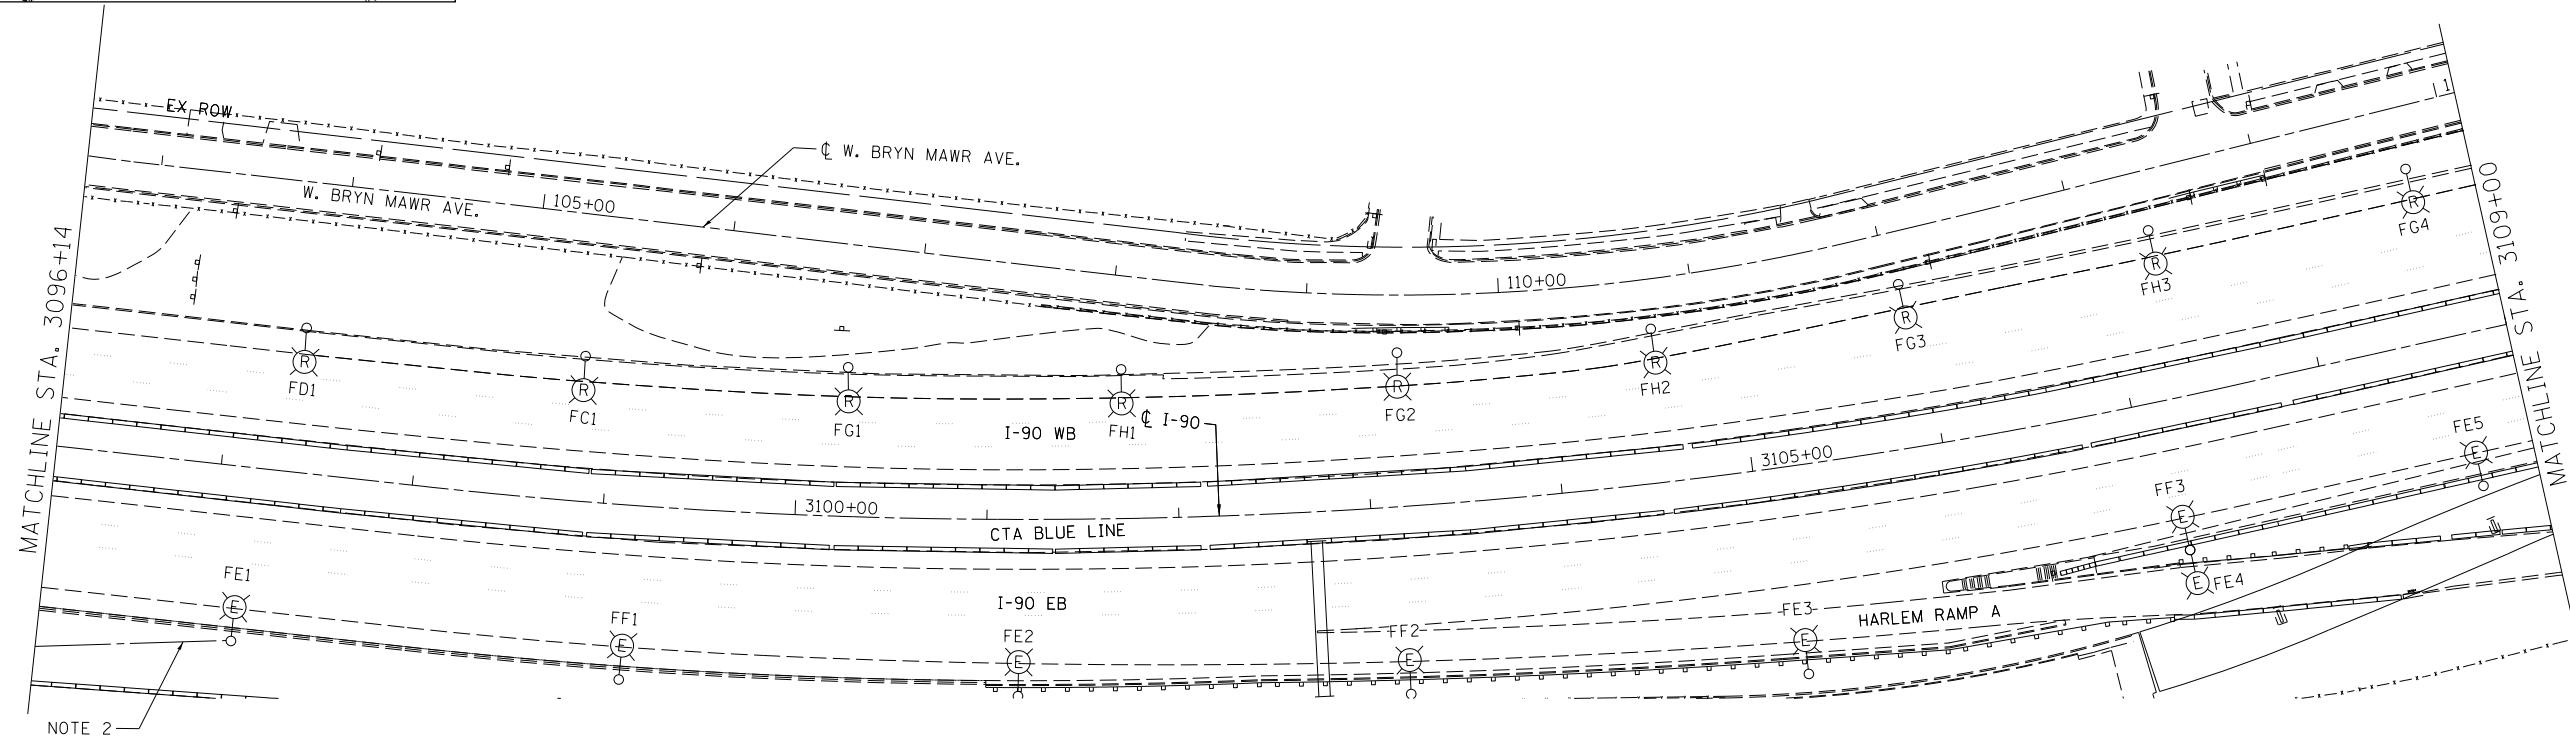 EX ROW
℄ W. BRYN MAWR AVE.
W. BRYN MAWR AVE.
105+00
110+00
1
MATCHLINE STA. 3096+14
MATCHLINE STA. 3109+00
R
FD1
R
FC1
R
FG1
R
FH1
R
FG2
R
FH2
R
FG3
R
FH3
R
FG4
I-90 WB
℄ I-90
3100+00
3105+00
CTA BLUE LINE
I-90 EB
FE1
E
FF1
E
FE2
E
FF2
E
FE3
E
HARLEM RAMP A
FF3
E
E
FE4
FE5
E
NOTE 2